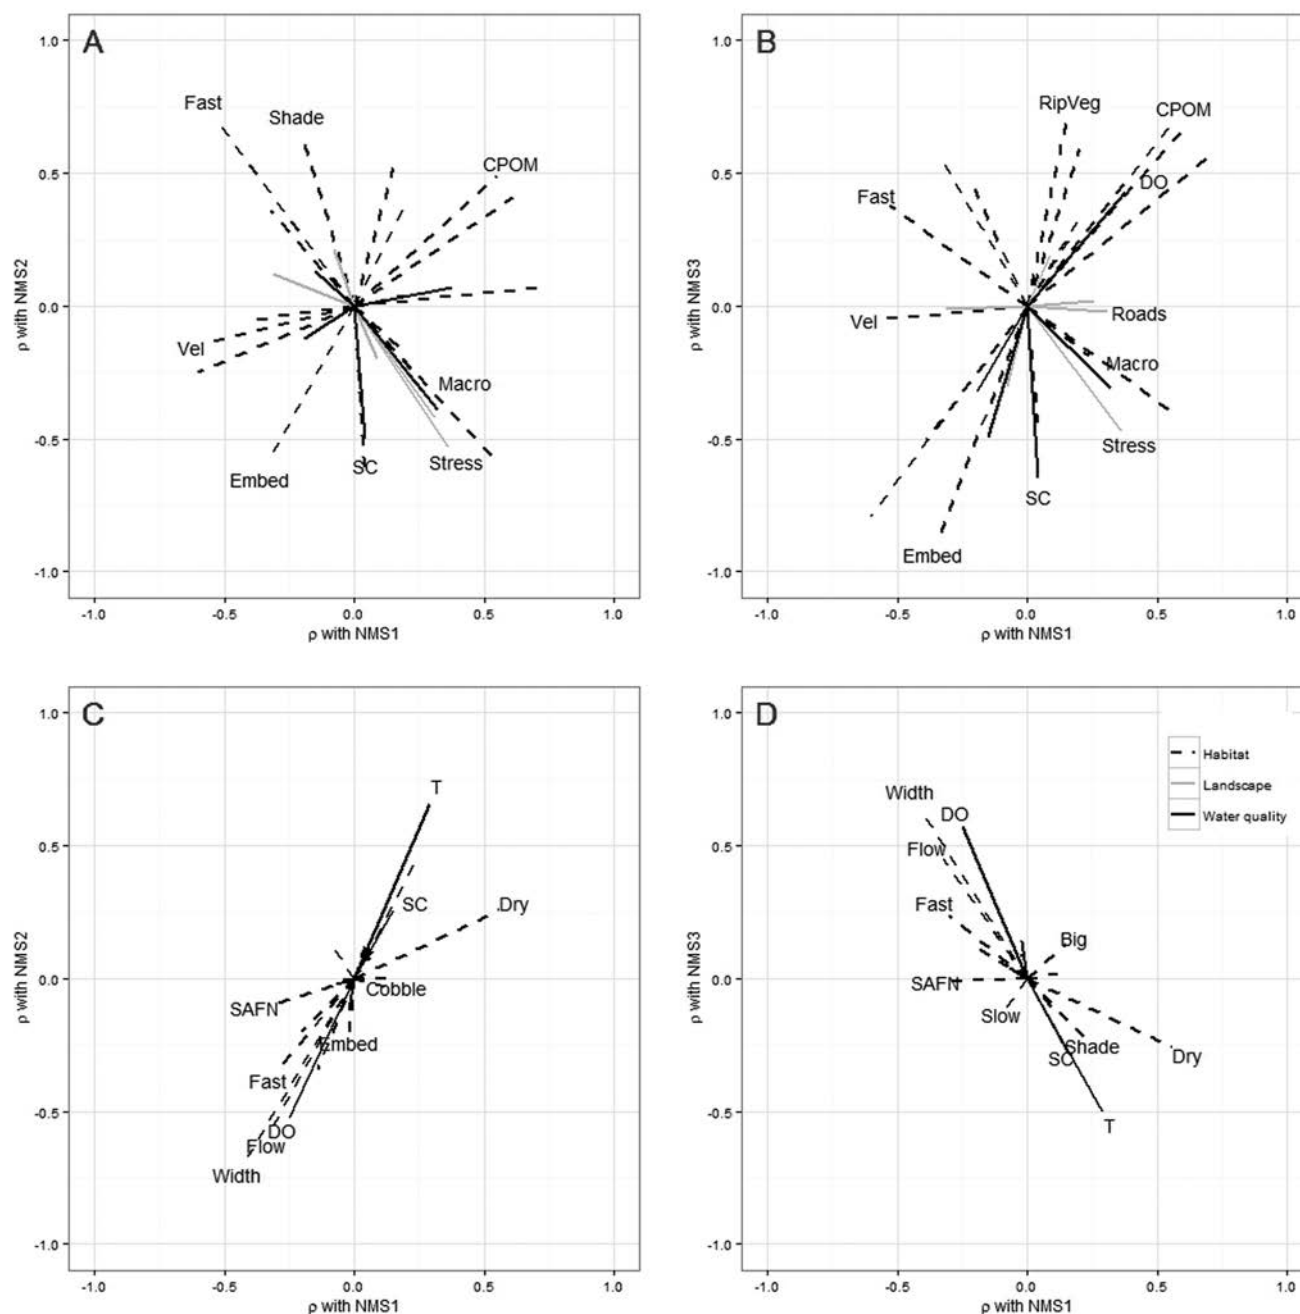 A
1.0
0.5
0.0
-0.5
-1.0
ρ with NMS2
Fast
Shade
CPOM
Vel
Macro
Embed
SC
Stress
-1.0 -0.5 0.0 0.5 1.0
ρ with NMS1
B
1.0
0.5
0.0
-0.5
-1.0
ρ with NMS3
RipVeg
CPOM
DO
Fast
Vel
Roads
Macro
Stress
SC
Embed
-1.0 -0.5 0.0 0.5 1.0
ρ with NMS1
C
1.0
0.5
0.0
-0.5
-1.0
ρ with NMS2
T
SC
Dry
Cobble
SAFN
Embed
Fast
DO
Flow
Width
-1.0 -0.5 0.0 0.5 1.0
ρ with NMS1
D
1.0
0.5
0.0
-0.5
-1.0
ρ with NMS3
Habitat
Landscape
Water quality
Width
DO
Flow
Fast
Big
SAFN
Slow
Shade
SC
Dry
T
-1.0 -0.5 0.0 0.5 1.0
ρ with NMS1